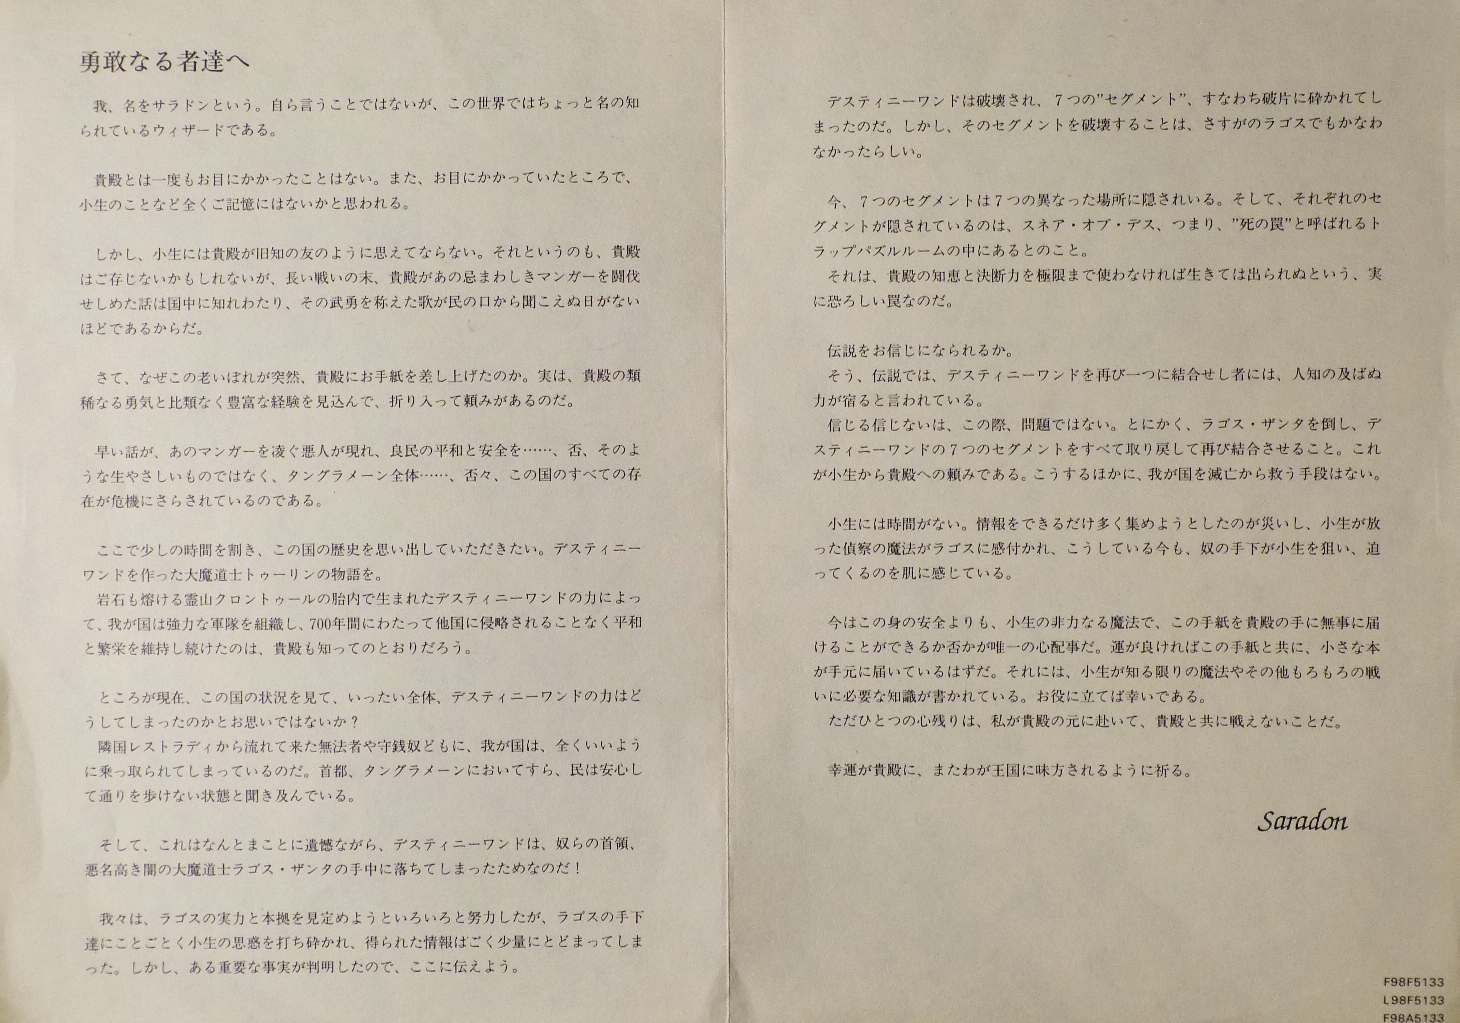 勇敢なる者達へ
我、名をサラドンという。自ら言うことではないが、この世界ではちょっと名の知
られているウィザードである。
貴殿とは一度もお目にかかったことはない。また、お目にかかっていたところで、
小生のことなど全くご記憶にはないかと思われる。
しかし、小生には貴殿が旧知の友のように思えてならない。それというのも、貴殿
はご存じないかもしれないが、長い戦いの末、貴殿があの忌まわしきマンガーを闘伐
せしめた話は国中に知れわたり、その武勇を称えた歌が民の口から聞こえぬ日がない
ほどであるからだ。
さて、なぜこの老いぼれが突然、貴殿にお手紙を差し上げたのか。実は、貴殿の類
稀なる勇気と比類なく豊富な経験を見込んで、折り入って頼みがあるのだ。
早い話が、あのマンガーを凌ぐ悪人が現れ、良民の平和と安全を……、否、そのよ
うな生やさしいものではなく、タングラメーン全体……、否々、この国のすべての存
在が危機にさらされているのである。
ここで少しの時間を割き、この国の歴史を思い出していただきたい。デスティニー
ワンドを作った大魔道士トゥーリンの物語を。
岩石も熔ける霊山クロントゥールの胎内で生まれたデスティニーワンドの力によっ
て、我が国は強力な軍隊を組織し、700年間にわたって他国に侵略されることなく平和
と繁栄を維持し続けたのは、貴殿も知ってのとおりだろう。
ところが現在、この国の状況を見て、いったい全体、デスティニーワンドの力はど
うしてしまったのかとお思いではないか？
隣国レストラディから流れて来た無法者や守銭奴どもに、我が国は、全くいいよう
に乗っ取られてしまっているのだ。首都、タングラメーンにおいてすら、民は安心し
て通りを歩けない状態と聞き及んでいる。
そして、これはなんとまことに遺憾ながら、デスティニーワンドは、奴らの首領、
悪名高き闇の大魔道士ラゴス・ザンタの手中に落ちてしまったためなのだ！
我々は、ラゴスの実力と本拠を見定めようといろいろと努力したが、ラゴスの手下
達にことごとく小生の思惑を打ち砕かれ、得られた情報はごく少量にとどまってしま
った。しかし、ある重要な事実が判明したので、ここに伝えよう。
デスティニーワンドは破壊され、７つの”セグメント”、すなわち破片に砕かれてし
まったのだ。しかし、そのセグメントを破壊することは、さすがのラゴスでもかなわ
なかったらしい。
今、７つのセグメントは７つの異なった場所に隠されいる。そして、それぞれのセ
グメントが隠されているのは、スネア・オブ・デス、つまり、”死の罠”と呼ばれるト
ラップパズルルームの中にあるとのこと。
それは、貴殿の知恵と決断力を極限まで使わなければ生きては出られぬという、実
に恐ろしい罠なのだ。
伝説をお信じになられるか。
そう、伝説では、デスティニーワンドを再び一つに結合せし者には、人知の及ばぬ
力が宿ると言われている。
信じる信じないは、この際、問題ではない。とにかく、ラゴス・ザンタを倒し、デ
スティニーワンドの７つのセグメントをすべて取り戻して再び結合させること。これ
が小生から貴殿への頼みである。こうするほかに、我が国を滅亡から救う手段はない。
小生には時間がない。情報をできるだけ多く集めようとしたのが災いし、小生が放
った偵察の魔法がラゴスに感付かれ、こうしている今も、奴の手下が小生を狙い、迫
ってくるのを肌に感じている。
今はこの身の安全よりも、小生の非力なる魔法で、この手紙を貴殿の手に無事に届
けることができるか否かが唯一の心配事だ。運が良ければこの手紙と共に、小さな本
が手元に届いているはずだ。それには、小生が知る限りの魔法やその他もろもろの戦
いに必要な知識が書かれている。お役に立てば幸いである。
ただひとつの心残りは、私が貴殿の元に赴いて、貴殿と共に戦えないことだ。
幸運が貴殿に、またわが王国に味方されるように祈る。
Saradon
F98F5133
L98F5133
F98A5133